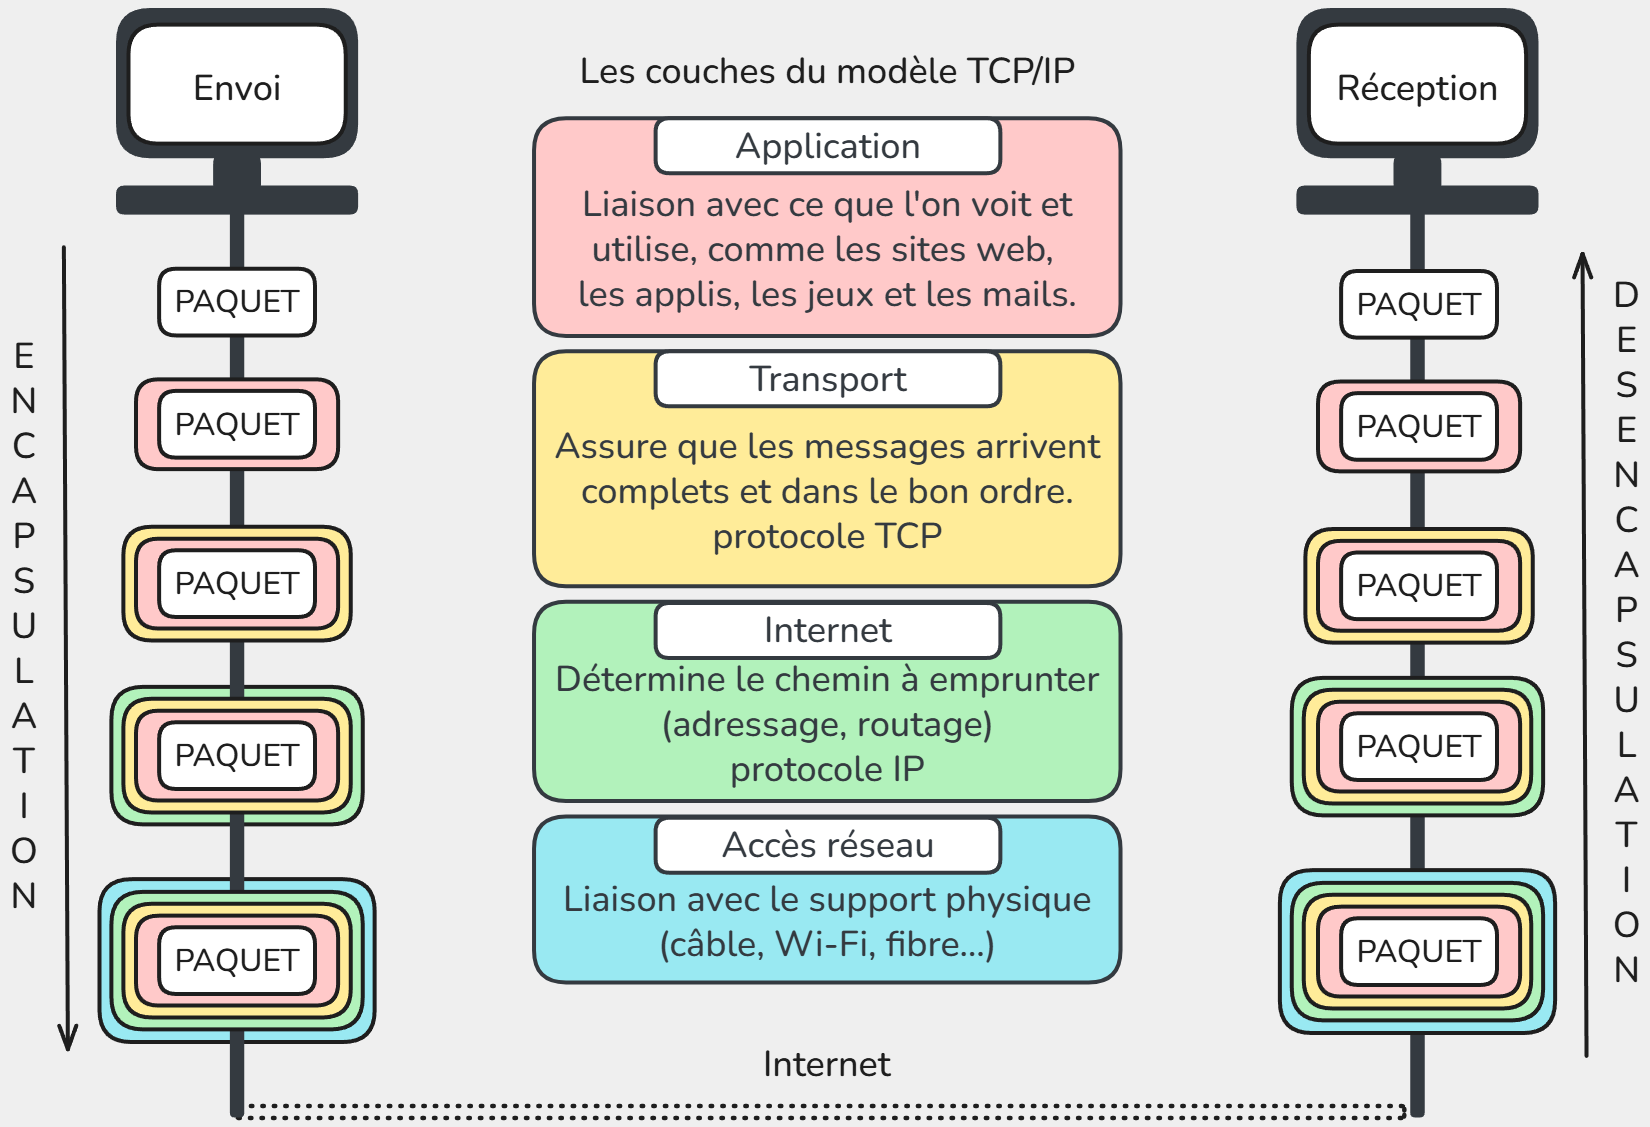 Envoi
Les couches du modèle TCP/IP
Réception
Application
Liaison avec ce que l'on voit et
utilise, comme les sites web,
les applis, les jeux et les mails.
Transport
Assure que les messages arrivent
complets et dans le bon ordre.
protocole TCP
Internet
Détermine le chemin à emprunter
(adressage, routage)
protocole IP
Accès réseau
Liaison avec le support physique
(câble, Wi-Fi, fibre...)
Internet
ENCAPSULATION
PAQUET
PAQUET
PAQUET
PAQUET
PAQUET
PAQUET
PAQUET
PAQUET
PAQUET
PAQUET
DESENCAPSULATION